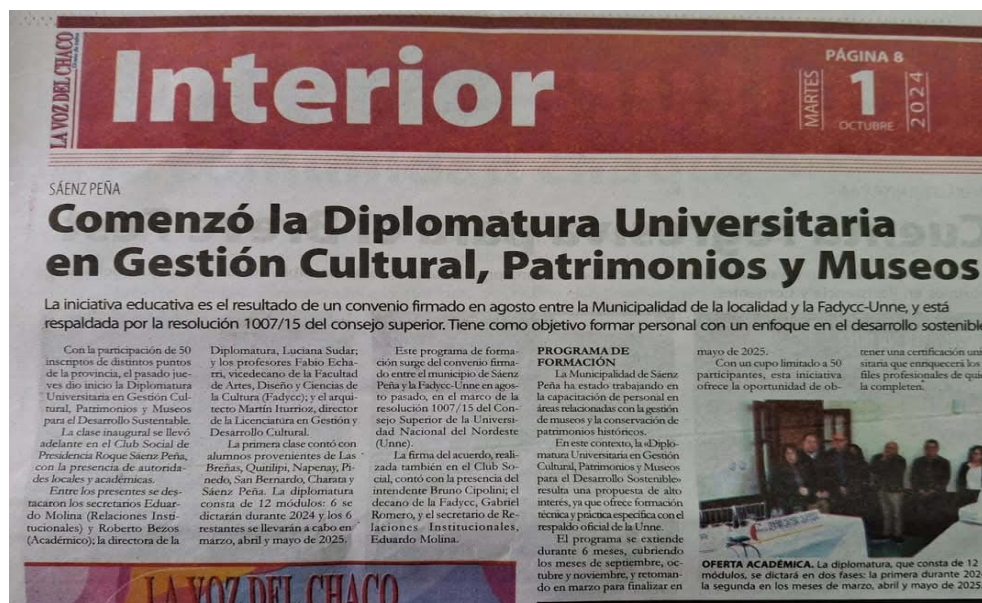 LA VOZ DEL CHACO
Interior
PÁGINA 8
MARTES
1
OCTUBRE
2024
SÁENZ PEÑA
Comenzó la Diplomatura Universitaria
en Gestión Cultural, Patrimonios y Museos
La iniciativa educativa es el resultado de un convenio firmado en agosto entre la Municipalidad de la localidad y la Fadycc-Unne, y está
respaldada por la resolución 1007/15 del consejo superior. Tiene como objetivo formar personal con un enfoque en el desarrollo sostenible
Con la participación de 50
inscriptos de distintos puntos
de la provincia, el pasado jue-
ves dio inicio la Diplomatura
Universitaria en Gestión Cul-
tural, Patrimonios y Museos
para el Desarrollo Sustentable.
La clase inaugural se llevó
adelante en el Club Social de
Presidencia Roque Sáenz Peña,
con la presencia de autorida-
des locales y académicas.
Entre los presentes se des-
tacaron los secretarios Eduar-
do Molina (Relaciones Insti-
tucionales) y Roberto Bezos
(Académico); la directora de la
Diplomatura, Luciana Sudar;
y los profesores Fabio Echa-
rri, vicedecano de la Facultad
de Artes, Diseño y Ciencias de
la Cultura (Fadycc); y el arqui-
tecto Martín Iturrioz, director
de la Licenciatura en Gestión y
Desarrollo Cultural.
La primera clase contó con
alumnos provenientes de Las
Breñas, Quitilipi, Napenay, Pi-
nedo, San Bernardo, Charata y
Sáenz Peña. La diplomatura
consta de 12 módulos: 6 se
dictarán durante 2024 y los 6
restantes se llevarán a cabo en
marzo, abril y mayo de 2025.
Este programa de forma-
ción surge del convenio firma-
do entre el municipio de Sáenz
Peña y la Fadycc-Unne en agos-
to pasado, en el marco de la
resolución 1007/15 del Con-
sejo Superior de la Universi-
dad Nacional del Nordeste
(Unne).
La firma del acuerdo, reali-
zada también en el Club So-
cial, contó con la presencia del
intendente Bruno Cipolini; el
decano de la Fadycc, Gabriel
Romero, y el secretario de Re-
laciones Institucionales,
Eduardo Molina.
PROGRAMA DE
FORMACIÓN
La Municipalidad de Sáenz
Peña ha estado trabajando en
la capacitación de personal en
áreas relacionadas con la gestión
de museos y la conservación de
patrimonios históricos.
En este contexto, la «Diplo-
matura Universitaria en Gestión
Cultural, Patrimonios y Museos
para el Desarrollo Sostenible»
resulta una propuesta de alto
interés, ya que ofrece formación
técnica y práctica específica con el
respaldo oficial de la Unne.
El programa se extiende
durante 6 meses, cubriendo
los meses de septiembre, oc-
tubre y noviembre, y retoman-
do en marzo para finalizar en
mayo de 2025.
Con un cupo limitado a 50
participantes, esta iniciativa
ofrece la oportunidad de ob-
tener una certificación uni
sitaria que enriquecerá los
files profesionales de quie
la completen.
OFERTA ACADÉMICA. La diplomatura, que consta de 12
módulos, se dictará en dos fases: la primera durante 202
la segunda en los meses de marzo, abril y mayo de 2025.
LA VOZ DEL CHACO